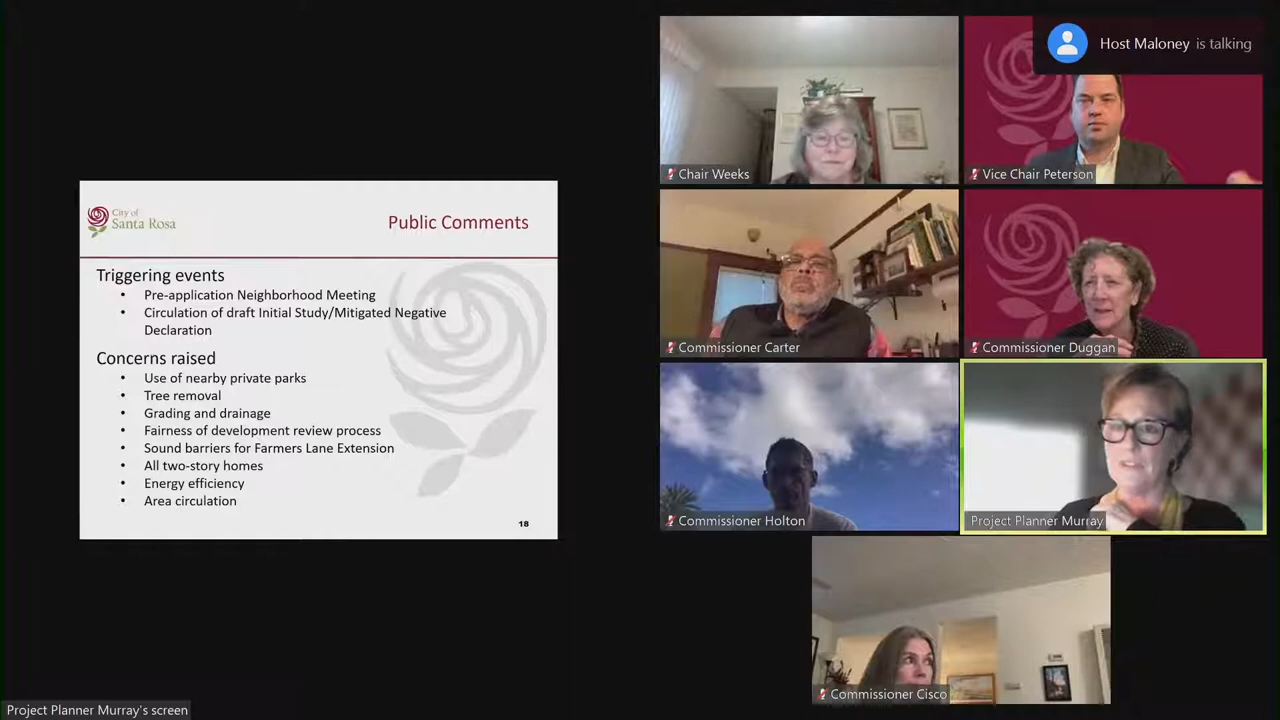 Host Maloney is talking
City of
Santa Rosa
Public Comments
Triggering events
• Pre-application Neighborhood Meeting
• Circulation of draft Initial Study/Mitigated Negative
Declaration
Concerns raised
• Use of nearby private parks
• Tree removal
• Grading and drainage
• Fairness of development review process
• Sound barriers for Farmers Lane Extension
• All two-story homes
• Energy efficiency
• Area circulation
18
Chair Weeks
Vice Chair Peterson
Commissioner Carter
Commissioner Duggan
Commissioner Holton
Project Planner Murray
Commissioner Cisco
Project Planner Murray's screen